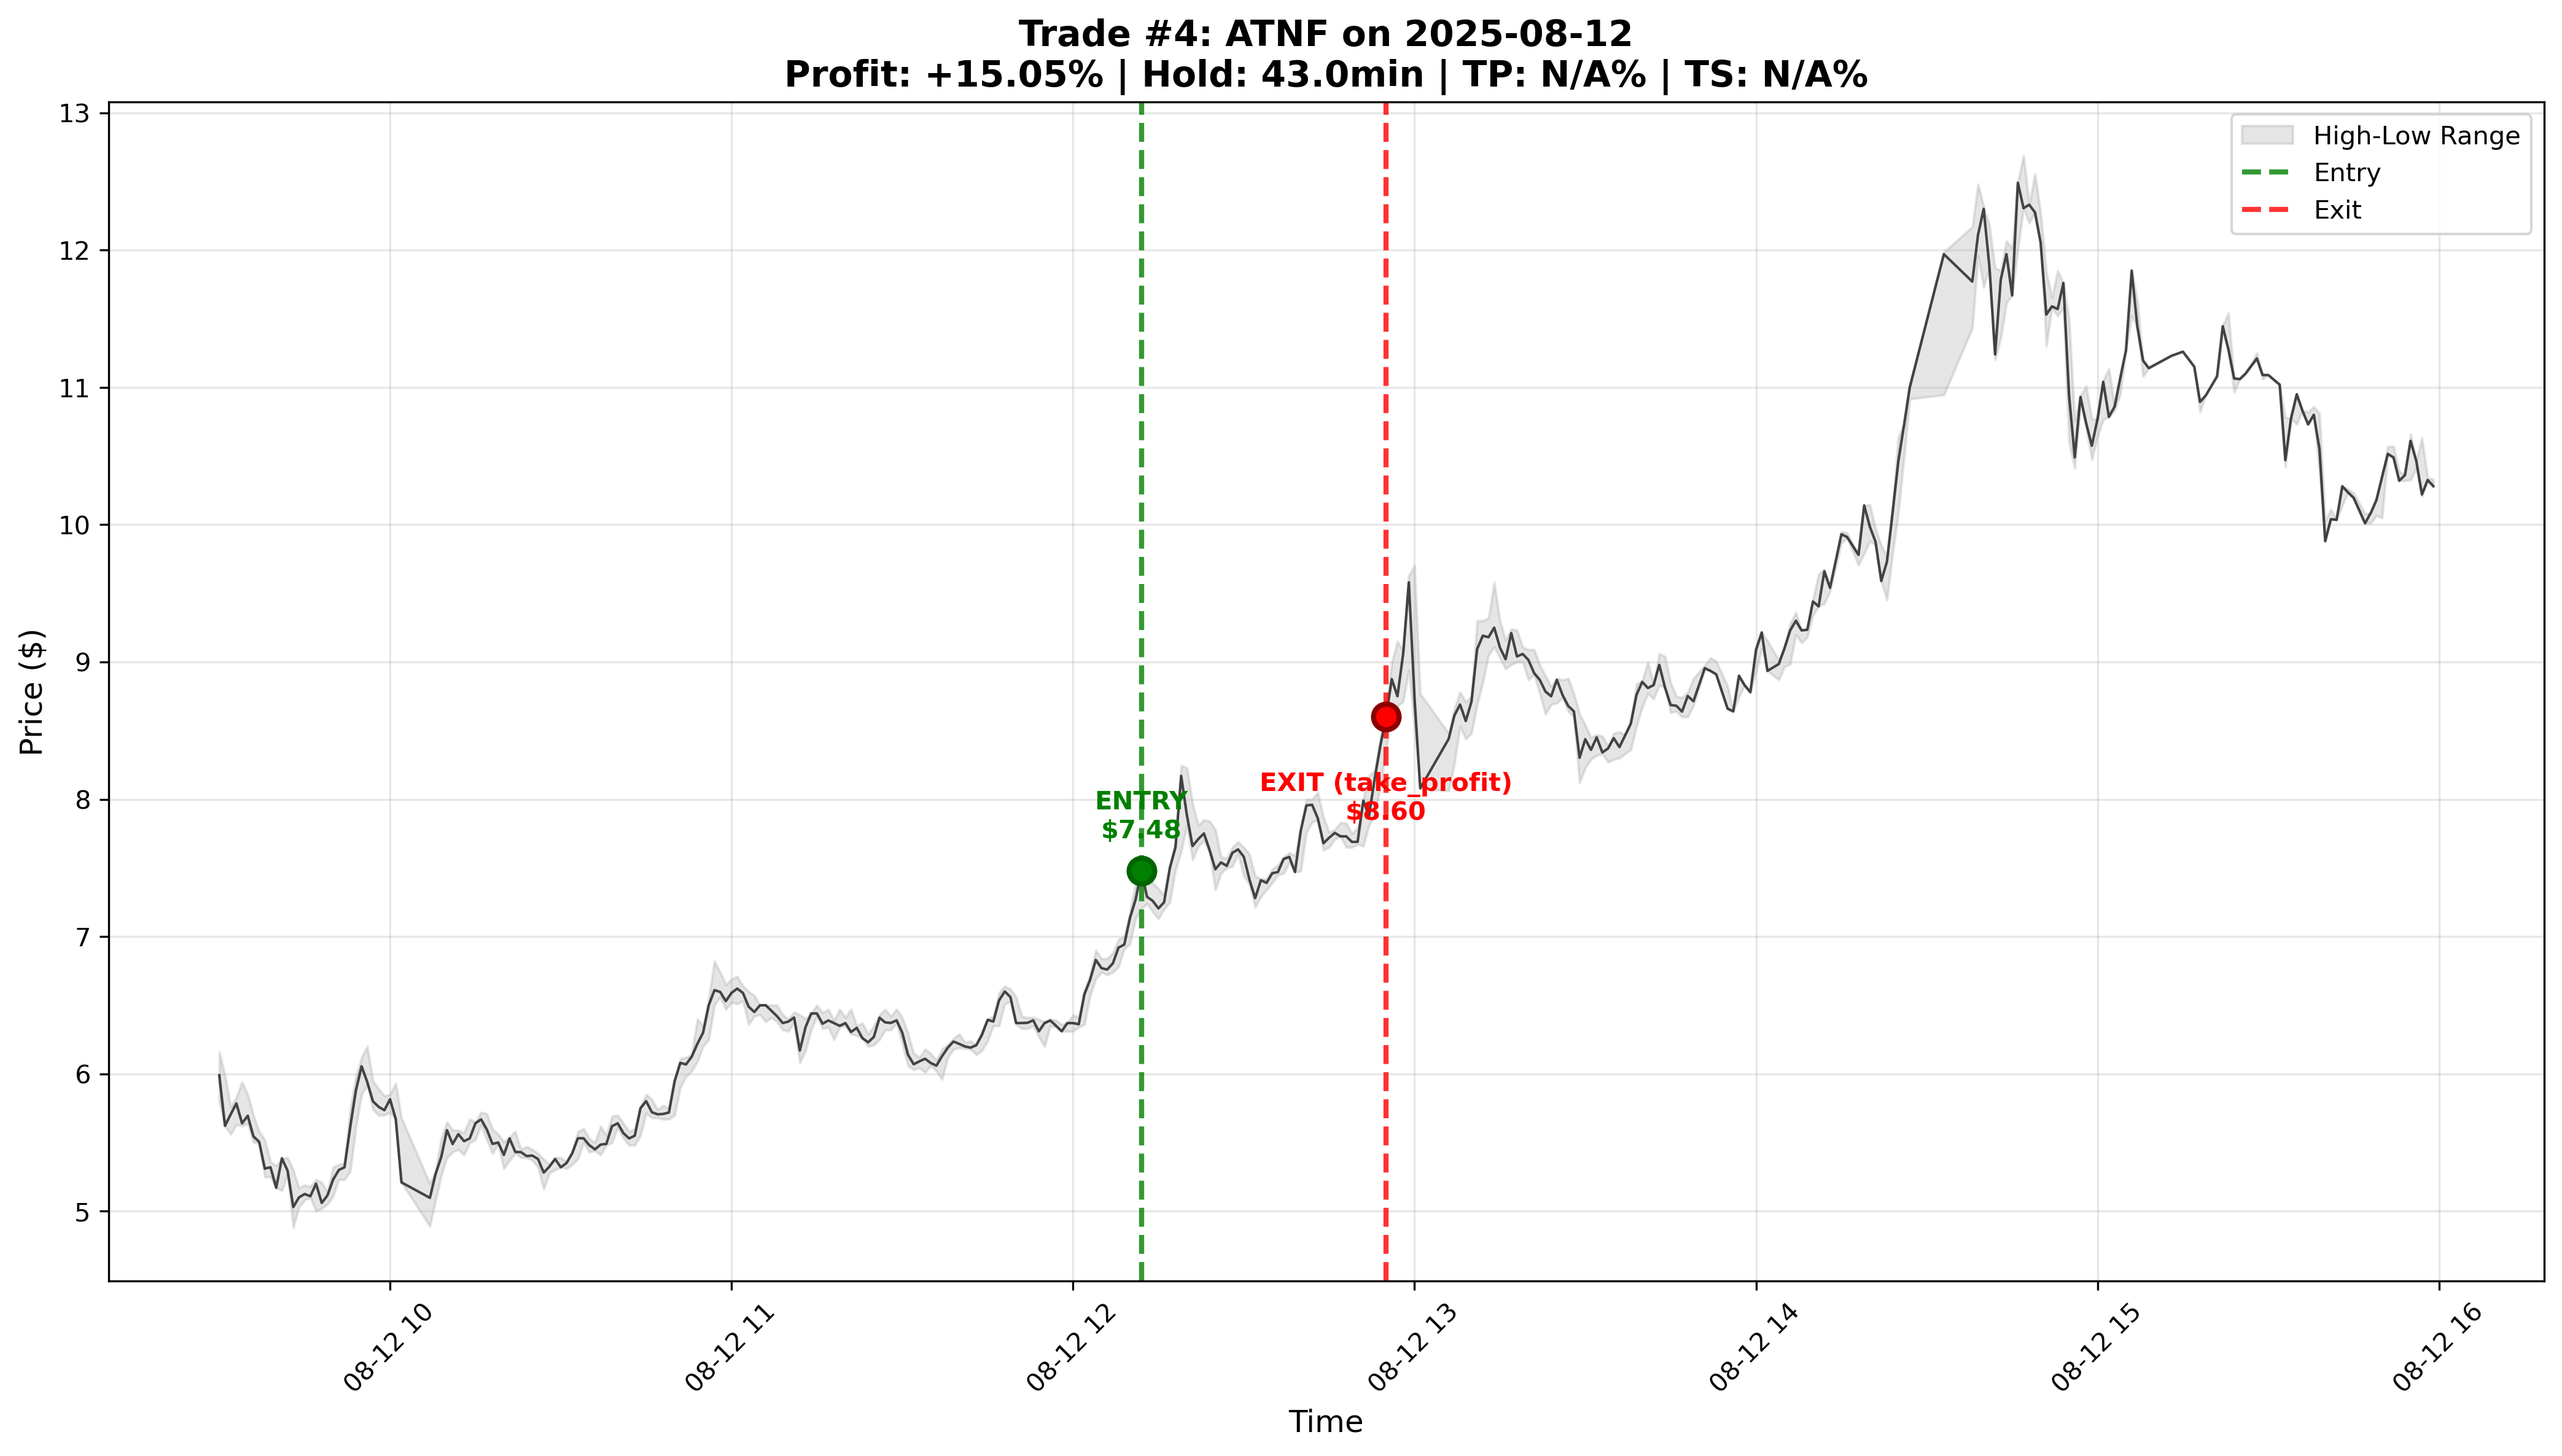 Trade #4: ATNF on 2025-08-12
Profit: +15.05% | Hold: 43.0min | TP: N/A% | TS: N/A%
High-Low Range
Entry
Exit
Price ($)
13
12
11
10
9
8
7
6
5
ENTRY
$7.48
EXIT (take_profit)
$8.60
08-12 10
08-12 11
08-12 12
08-12 13
08-12 14
08-12 15
08-12 16
Time